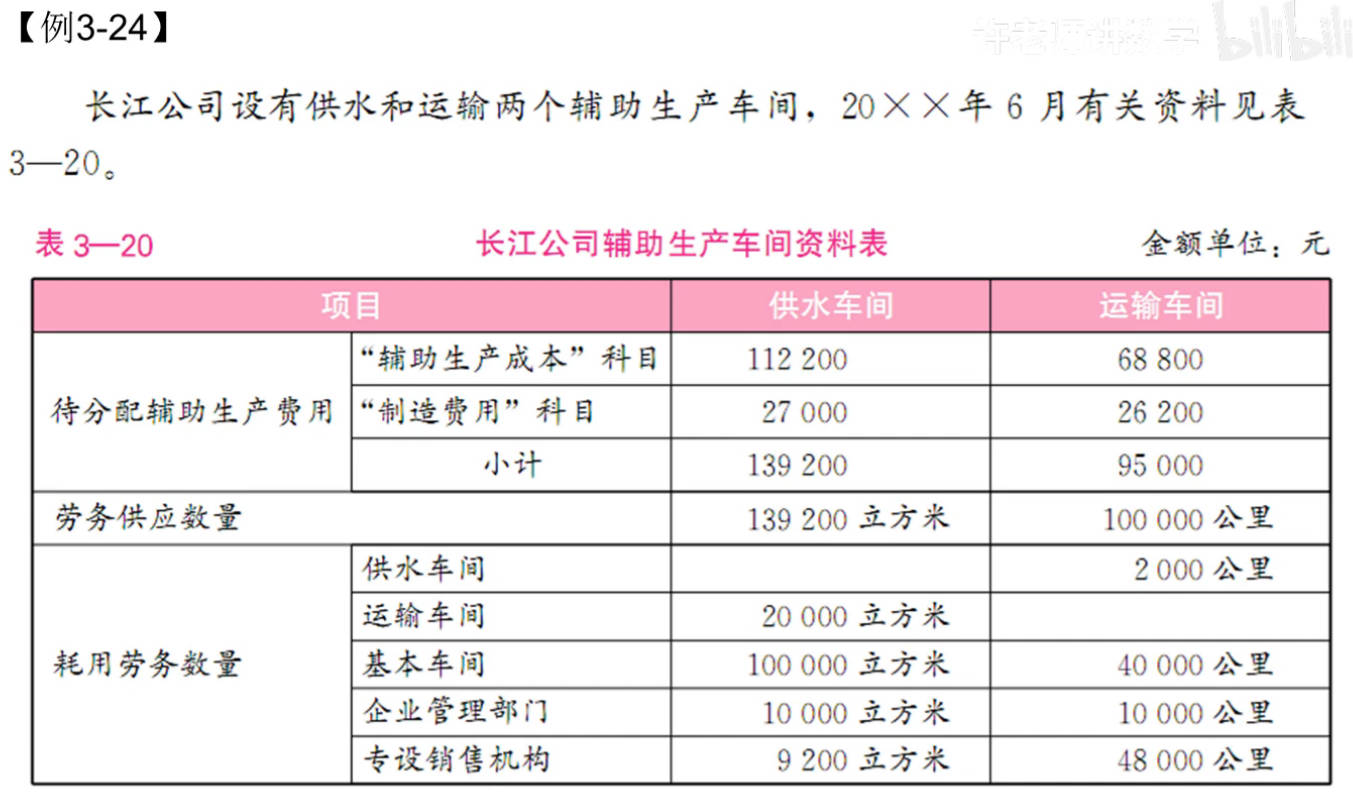 【例3-24】
许老师讲数学 bilibili
长江公司设有供水和运输两个辅助生产车间，20××年 6 月有关资料见表
3—20。
表 3—20 长江公司辅助生产车间资料表 金额单位：元
项目 供水车间 运输车间
待分配辅助生产费用 “辅助生产成本”科目 112 200 68 800
“制造费用”科目 27 000 26 200
小计 139 200 95 000
劳务供应数量 139 200 立方米 100 000 公里
耗用劳务数量 供水车间 2 000 公里
运输车间 20 000 立方米
基本车间 100 000 立方米 40 000 公里
企业管理部门 10 000 立方米 10 000 公里
专设销售机构 9 200 立方米 48 000 公里